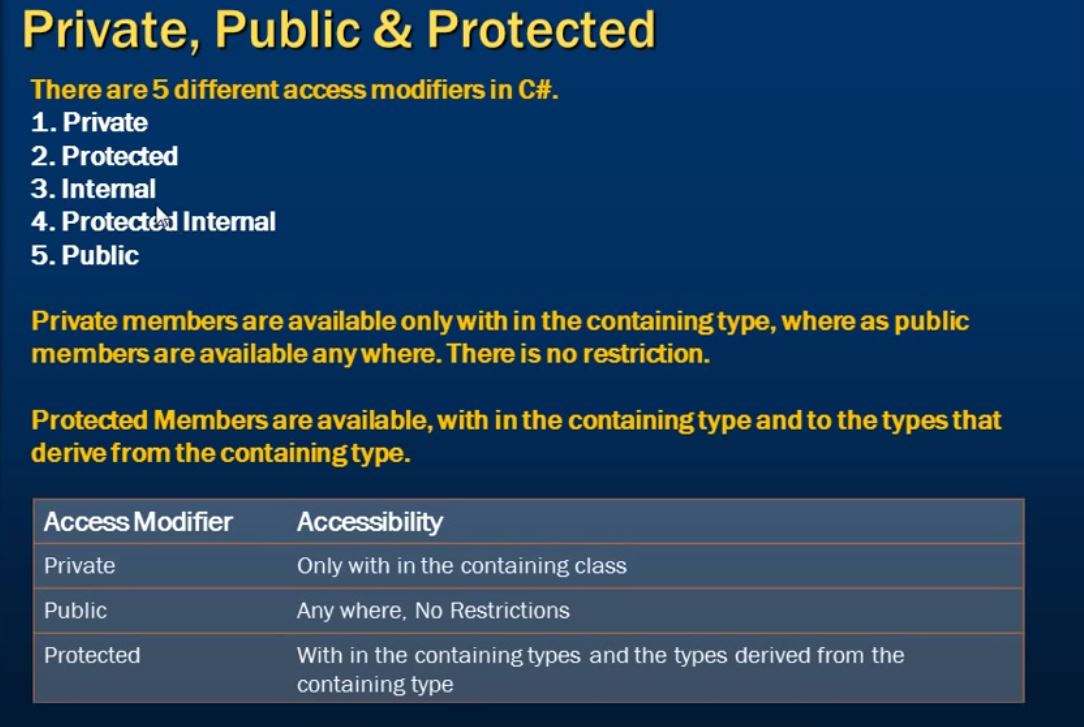 Private, Public & Protected
There are 5 different access modifiers in C#.
1. Private
2. Protected
3. Internal
4. Protected Internal
5. Public
Private members are available only with in the containing type, where as public
members are available any where. There is no restriction.
Protected Members are available, with in the containing type and to the types that
derive from the containing type.
Access Modifier Accessibility
Private Only with in the containing class
Public Any where, No Restrictions
Protected With in the containing types and the types derived from the
containing type